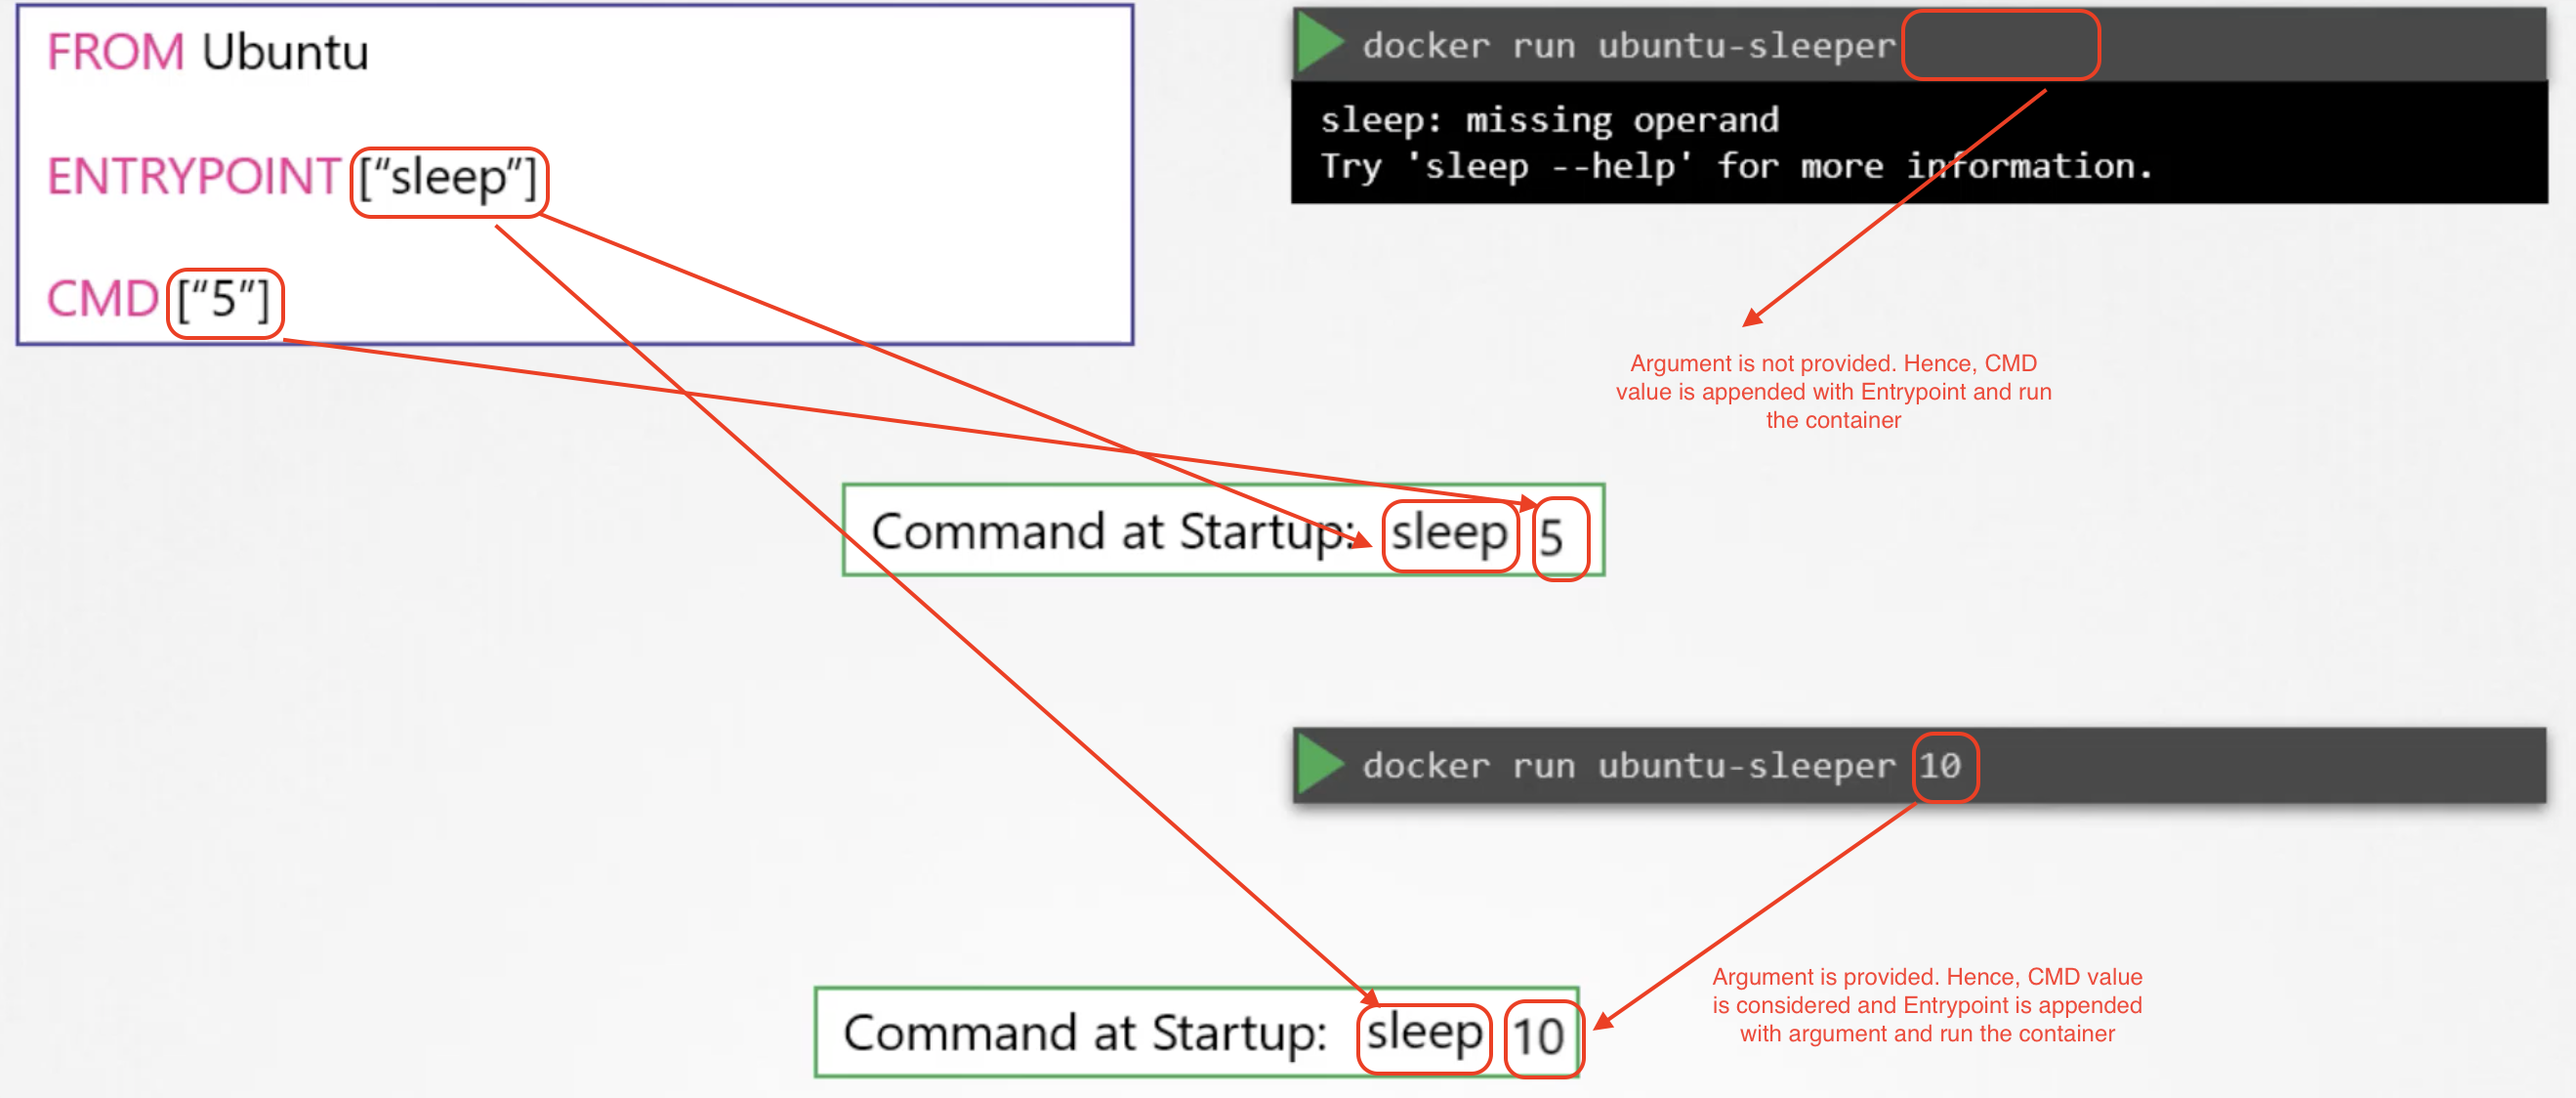 FROM Ubuntu
ENTRYPOINT [“sleep”]
CMD [“5”]
docker run ubuntu-sleeper
sleep: missing operand
Try 'sleep --help' for more information.
Argument is not provided. Hence, CMD
value is appended with Entrypoint and run
the container
Command at Startup: sleep 5
docker run ubuntu-sleeper 10
Argument is provided. Hence, CMD value
is considered and Entrypoint is appended
with argument and run the container
Command at Startup: sleep 10